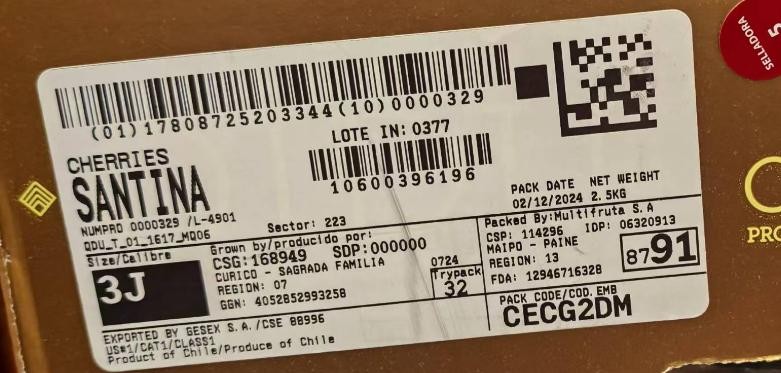 (01)17808725203344(10)0000329
LOTE IN: 0377
10600396196
CHERRIES
SANTINA
NUMPRO 0000329 /L-4901
QDU_T_01_1617_MQ06
Sector: 223
PACK DATE NET WEIGHT
02/12/2024 2.5KG
Size/Calibre
3J
Grown by/producido por:
CSG:168949 SDP:000000
CURICO - SAGRADA FAMILIA
REGION: 07
GGN: 4052852993258
0724
Trypack
32
Packed By:Multifruta S.A
CSP: 114296 IDP: 06320913
MAIPO - PAINE
REGION: 13
FDA: 12946716328
8791
PACK CODE/COD.EMB
CECG2DM
EXPORTED BY GESEX S.A./CSE 88996
US#1/CAT1/CLASS1
Product of Chile/Produce of Chile
SELLADORA
5
PRO